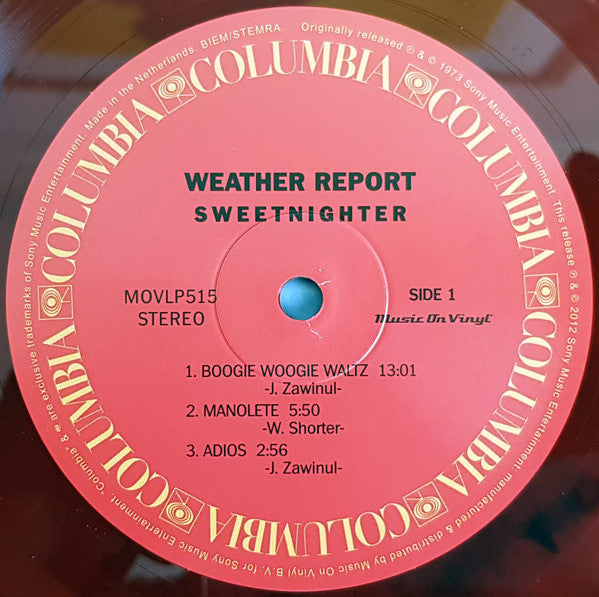 "Columbia" & are exclusive trademarks of Sony Music Entertainment. Made in the Netherlands. BIEM/STEMRA. Originally released ℗ & © 1973 Sony Music Entertainment. This release ℗ & © 2012 Sony Music Entertainment manufactured & distributed by Music On Vinyl B.V. for Sony Music Entertainment.
COLUMBIA
COLUMBIA
COLUMBIA
COLUMBIA
COLUMBIA
COLUMBIA
COLUMBIA
COLUMBIA
WEATHER REPORT
SWEETNIGHTER
MOVLP515
STEREO
SIDE 1
Music On Vinyl
1. BOOGIE WOOGIE WALTZ 13:01
-J. Zawinul-
2. MANOLETE 5:50
-W. Shorter-
3. ADIOS 2:56
-J. Zawinul-